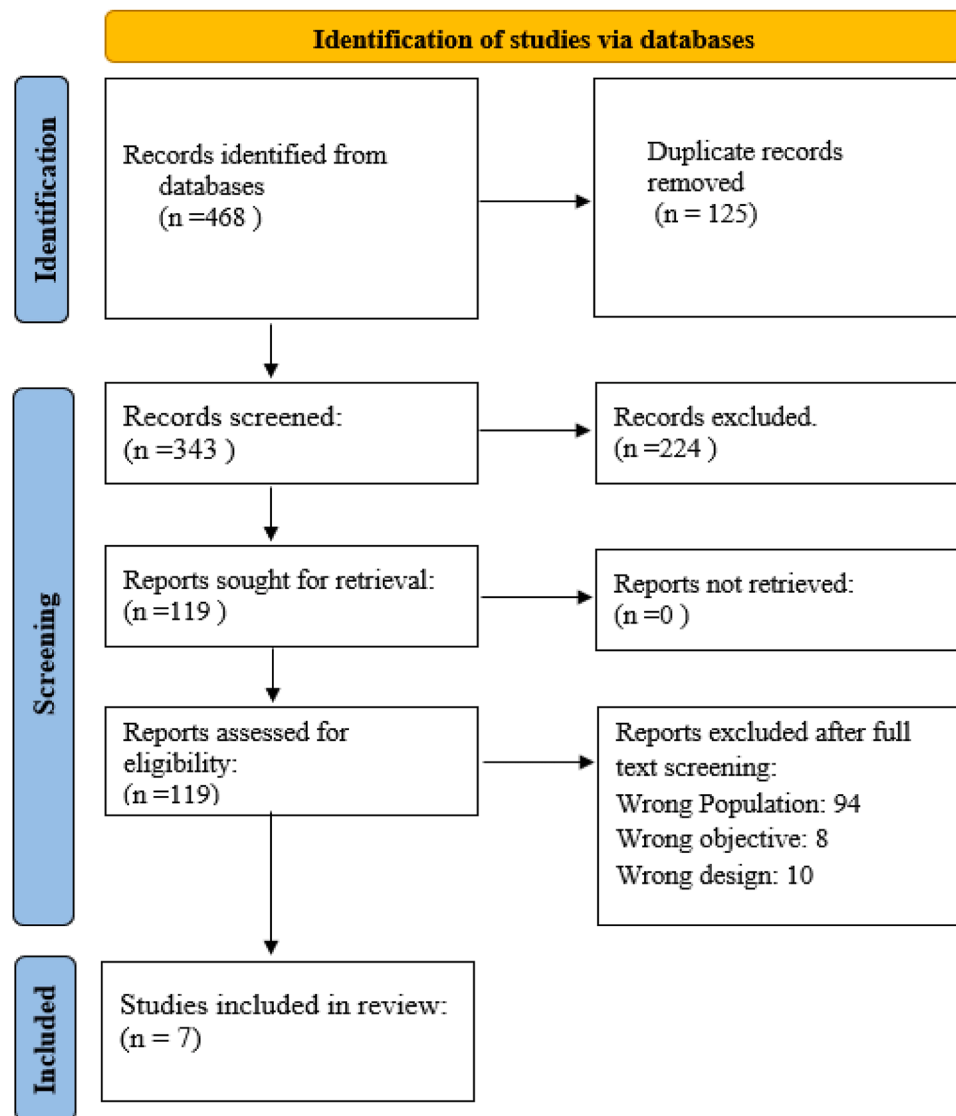 Identification of studies via databases
Identification
Records identified from
databases
(n =468 )
Duplicate records
removed
(n = 125)
Screening
Records screened:
(n =343 )
Records excluded.
(n =224 )
Reports sought for retrieval:
(n =119 )
Reports not retrieved:
(n =0 )
Reports assessed for
eligibility:
(n =119)
Reports excluded after full
text screening:
Wrong Population: 94
Wrong objective: 8
Wrong design: 10
Included
Studies included in review:
(n = 7)